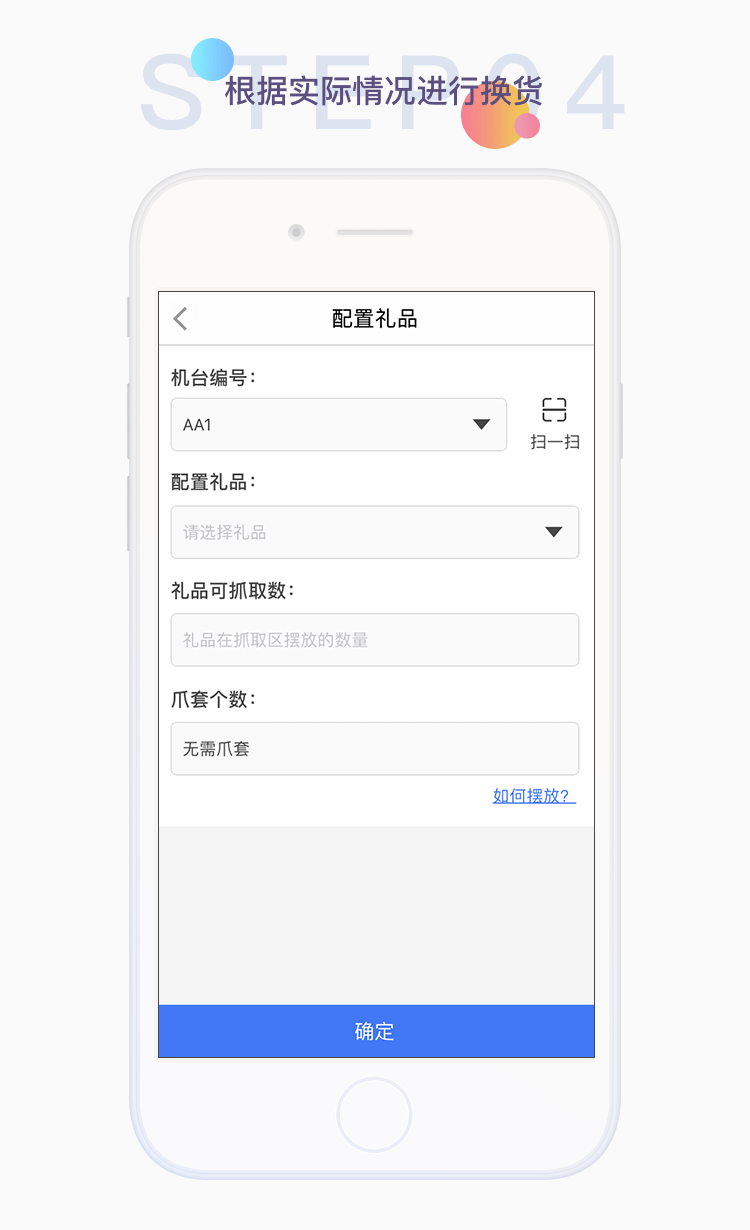 STEP04
根据实际情况进行换货
配置礼品
机台编号：
AA1
扫一扫
配置礼品：
请选择礼品
礼品可抓取数：
礼品在抓取区摆放的数量
爪套个数：
无需爪套
如何摆放？
确定